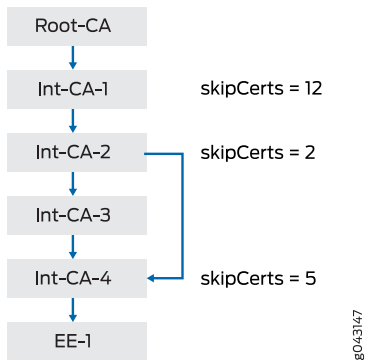 Root-CA
Int-CA-1 skipCerts = 12
Int-CA-2 skipCerts = 2
Int-CA-3
Int-CA-4 skipCerts = 5
EE-1
g043147